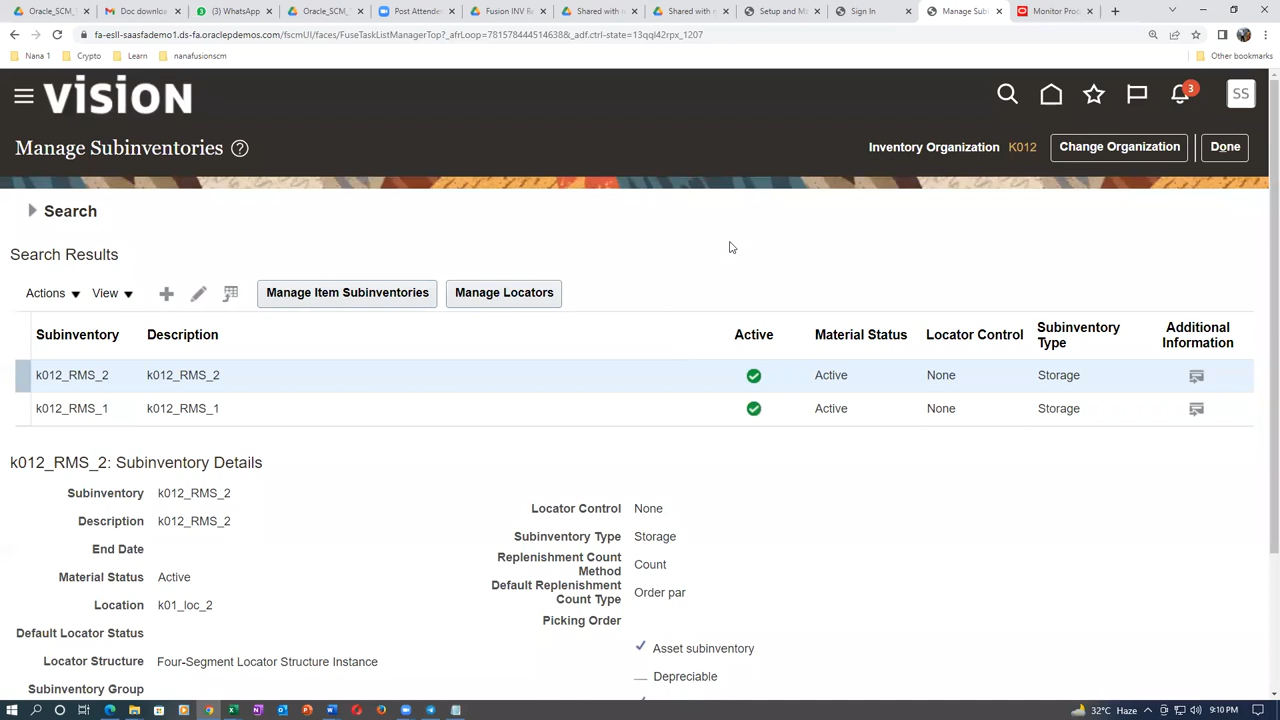 Oracle_SCM_
Doc downlo
(3) WhatsApp
Oracle_SCM_
Post Attende
Fusion INV R
Shared with
Shared with
Setup and M
Sign In
Manage Sub
Monitor Proc
fa-esll-saasfademo1.ds-fa.oraclepdemos.com/fscmUI/faces/FuseTaskListManagerTop?_afrLoop=7815784445145638&_adf.ctrl-state=13qql42rpx_1207
Nana 1
Crypto
Learn
nanafusionscm
Other bookmarks
VISION
3
SS
Manage Subinventories
Inventory Organization K012
Change Organization
Done
Search
Search Results
Actions
View
Manage Item Subinventories
Manage Locators
Subinventory Description Active Material Status Locator Control Subinventory Type Additional Information
k012_RMS_2 k012_RMS_2 Active None Storage
k012_RMS_1 k012_RMS_1 Active None Storage
k012_RMS_2: Subinventory Details
Subinventory k012_RMS_2
Description k012_RMS_2
End Date
Material Status Active
Location k01_loc_2
Default Locator Status
Locator Structure Four-Segment Locator Structure Instance
Subinventory Group
Locator Control None
Subinventory Type Storage
Replenishment Count Method Count
Default Replenishment Count Type Order par
Picking Order
Asset subinventory
Depreciable
32°C Haze
9:10 PM